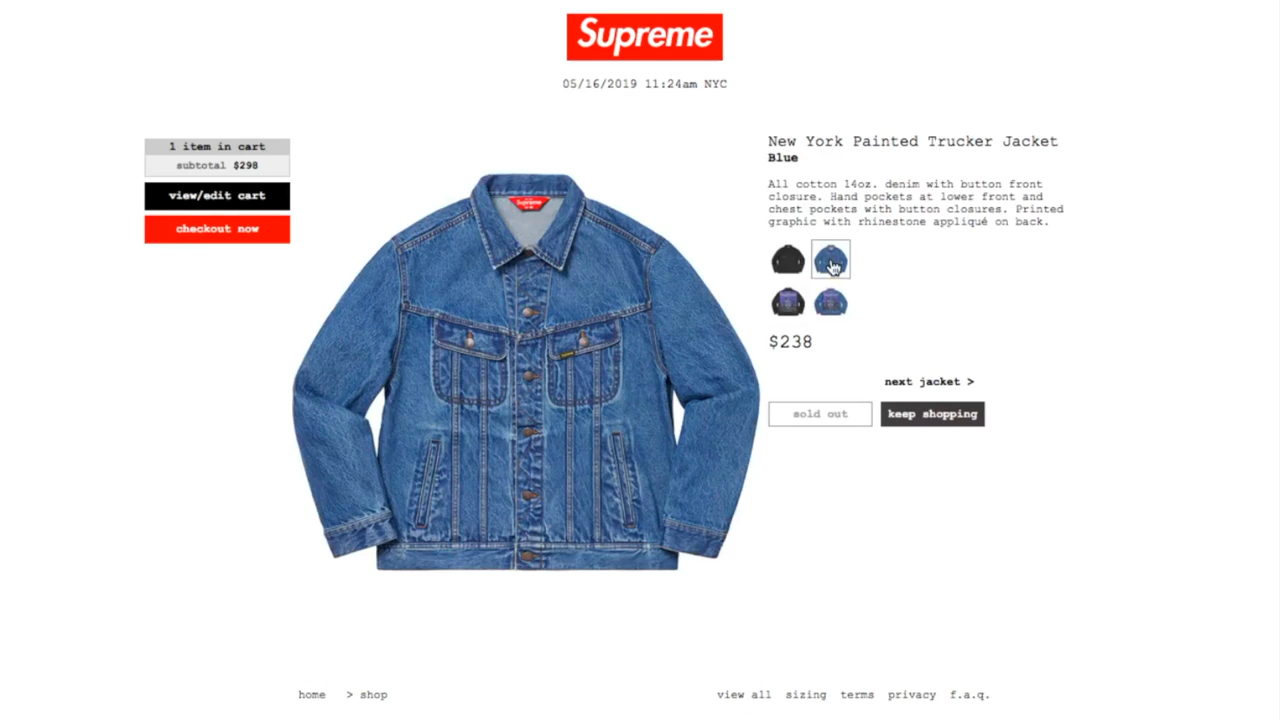 Supreme
05/16/2019 11:24am NYC
1 item in cart
subtotal $298
view/edit cart
checkout now
Supreme
New York Painted Trucker Jacket
Blue
All cotton 14oz. denim with button front
closure. Hand pockets at lower front and
chest pockets with button closures. Printed
graphic with rhinestone appliqué on back.
$238
next jacket >
sold out
keep shopping
home > shop
view all sizing terms privacy f.a.q.